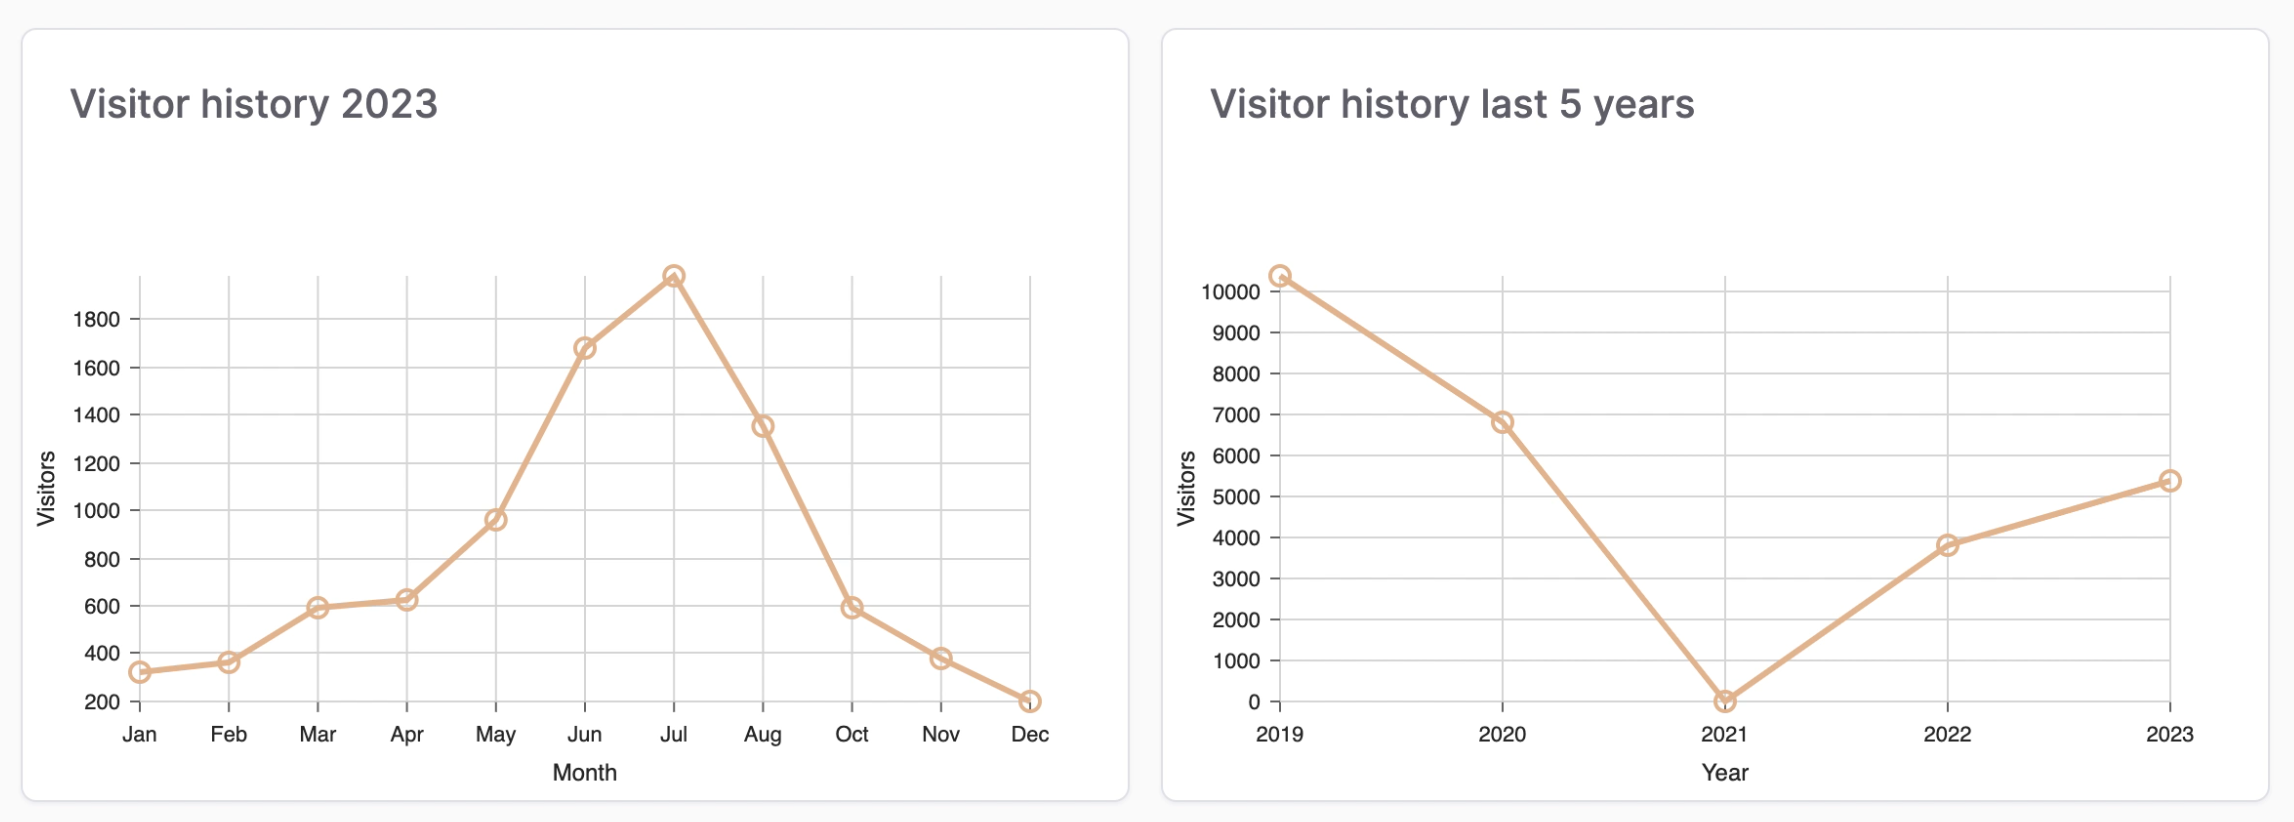 Visitor history 2023
Visitors
1800
1600
1400
1200
1000
800
600
400
200
Jan Feb Mar Apr May Jun Jul Aug Oct Nov Dec
Month
Visitor history last 5 years
Visitors
10000
9000
8000
7000
6000
5000
4000
3000
2000
1000
0
2019 2020 2021 2022 2023
Year